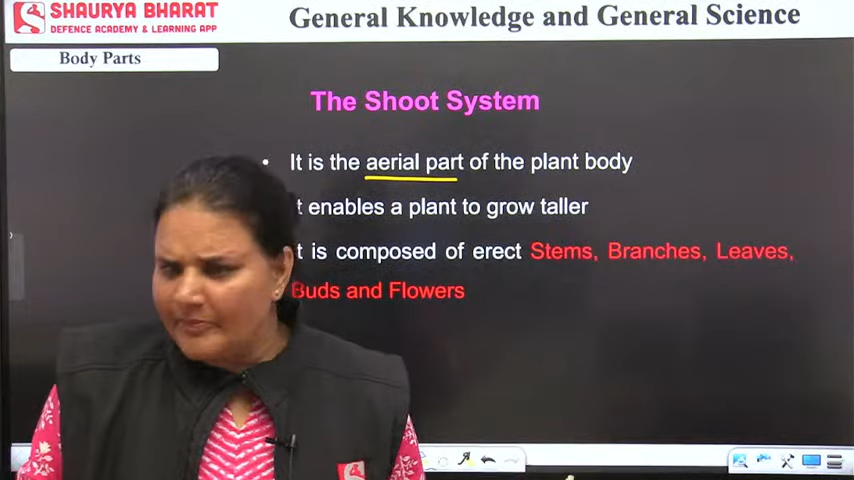 SHAURYA BHARAT
DEFENCE ACADEMY & LEARNING APP
General Knowledge and General Science
Body Parts
The Shoot System
• It is the aerial part of the plant body
t enables a plant to grow taller
t is composed of erect Stems, Branches, Leaves,
Buds and Flowers